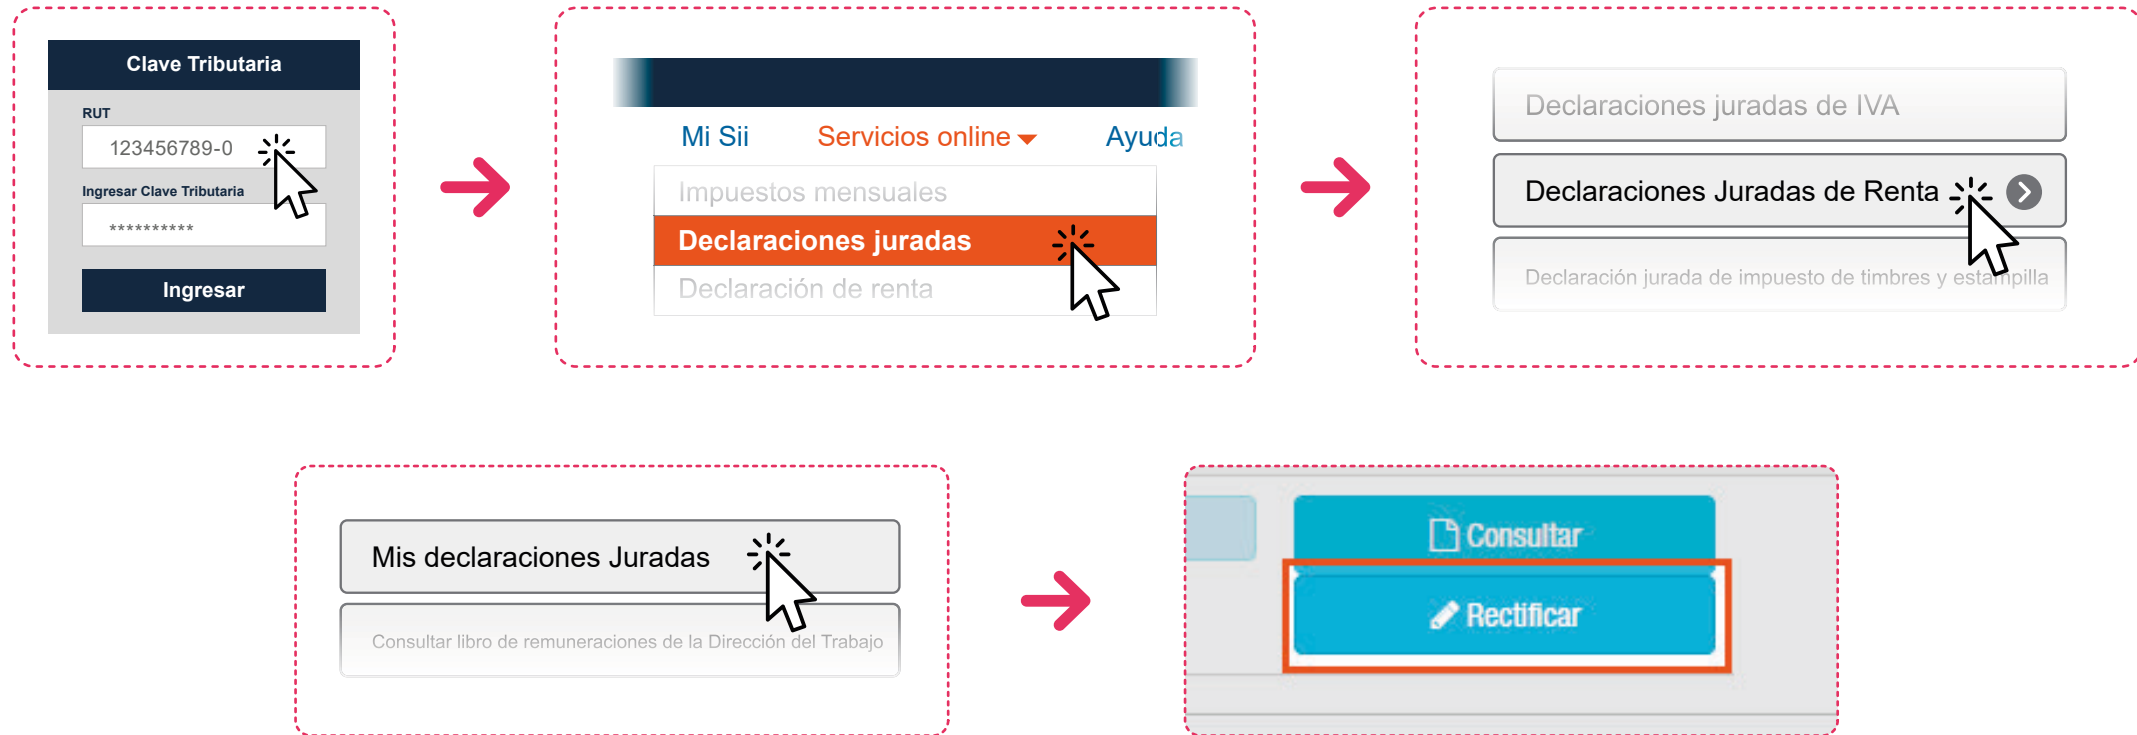 Clave Tributaria
RUT
123456789-0
Ingresar Clave Tributaria
**********
Ingresar
Mi Sii
Servicios online
Ayuda
Impuestos mensuales
Declaraciones juradas
Declaración de renta
Declaraciones juradas de IVA
Declaraciones Juradas de Renta
Declaración jurada de impuesto de timbres y estampilla
Mis declaraciones Juradas
Consultar libro de remuneraciones de la Dirección del Trabajo
Consultar
Rectificar